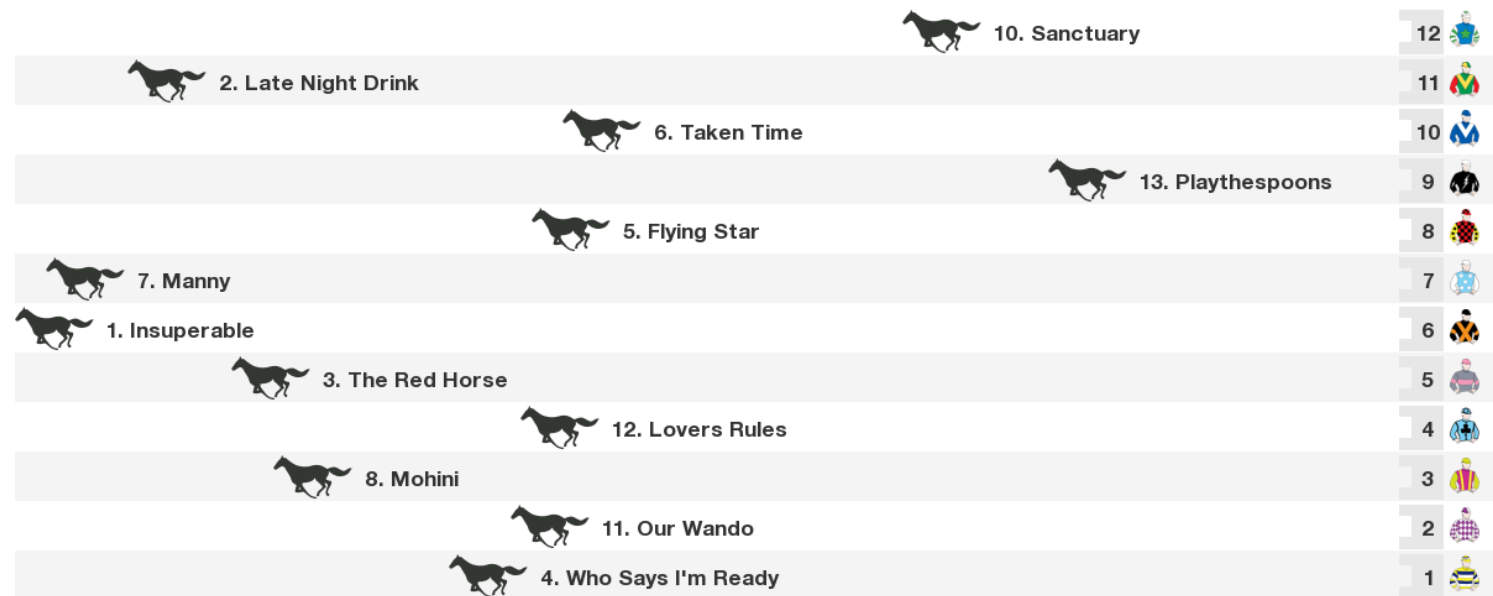 10. Sanctuary 12
2. Late Night Drink 11
6. Taken Time 10
13. Playthespoons 9
5. Flying Star 8
7. Manny 7
1. Insuperable 6
3. The Red Horse 5
12. Lovers Rules 4
8. Mohini 3
11. Our Wando 2
4. Who Says I'm Ready 1